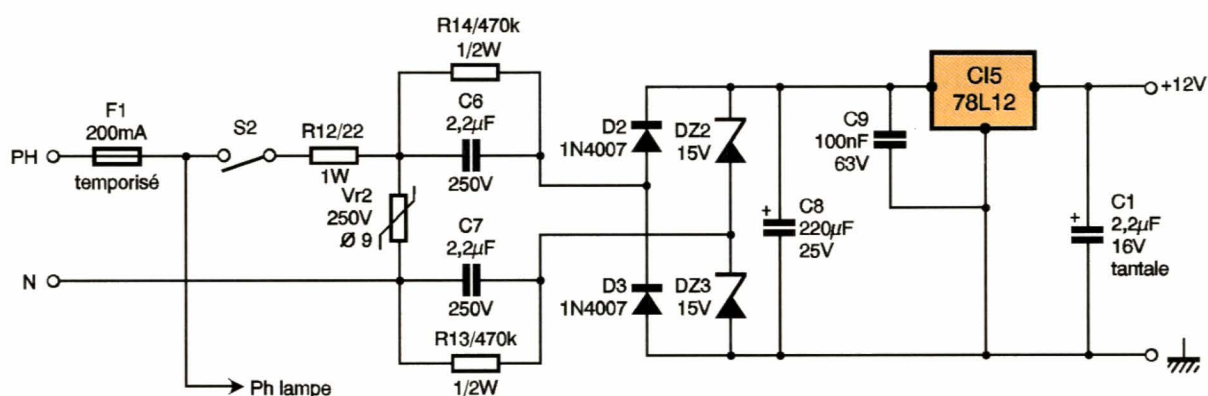 R14/470k
1/2W
F1
200mA
temporisé
S2
R12/22
1W
C6
2,2µF
250V
PH
Vr2
250V
Ø 9
C7
2,2µF
250V
N
R13/470k
1/2W
Ph lampe
D2
1N4007
DZ2
15V
D3
1N4007
DZ3
15V
+
C8
220µF
25V
C9
100nF
63V
CI5
78L12
+12V
+
C1
2,2µF
16V
tantale